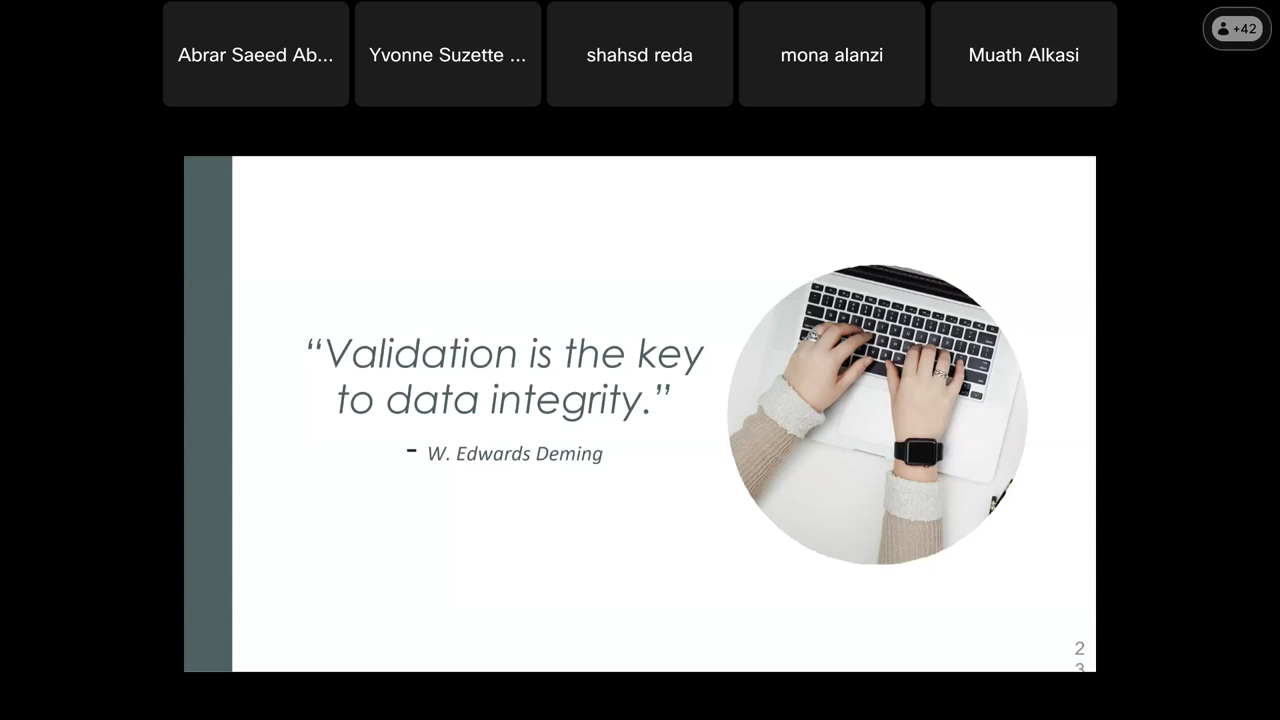 Abrar Saeed Ab...
Yvonne Suzette ...
shahsd reda
mona alanzi
Muath Alkasi
+42
“Validation is the key
to data integrity.”
- W. Edwards Deming
2
3